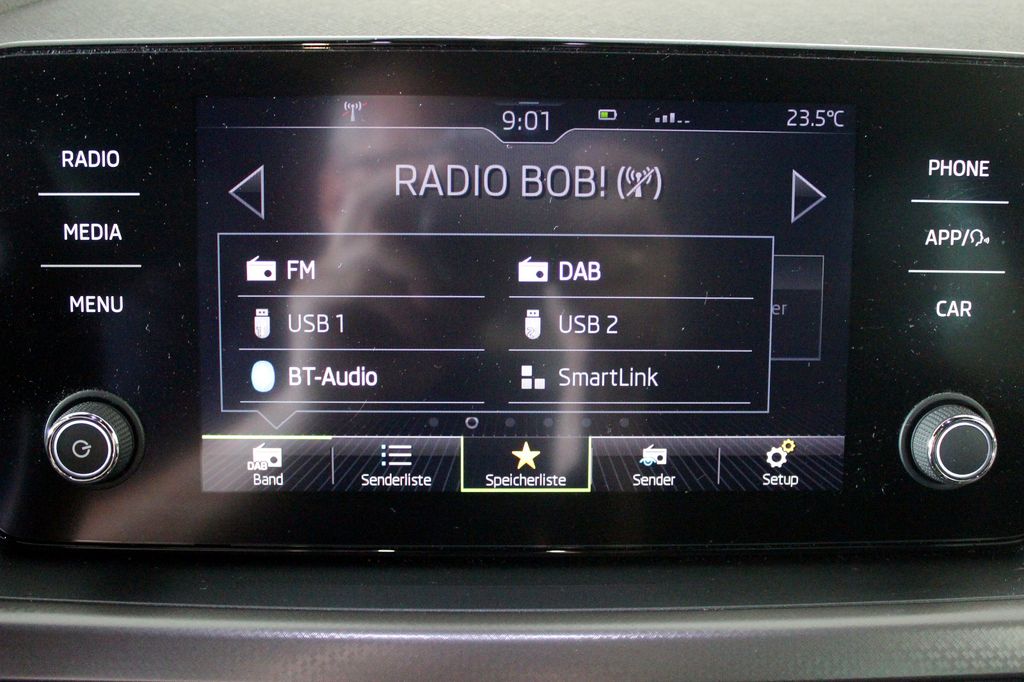 RADIO
MEDIA
MENU
9:01
23.5°C
RADIO BOB!
FM
DAB
USB 1
USB 2
BT-Audio
SmartLink
er
DAB
Band
Senderliste
Speicherliste
Sender
Setup
PHONE
APP/
CAR